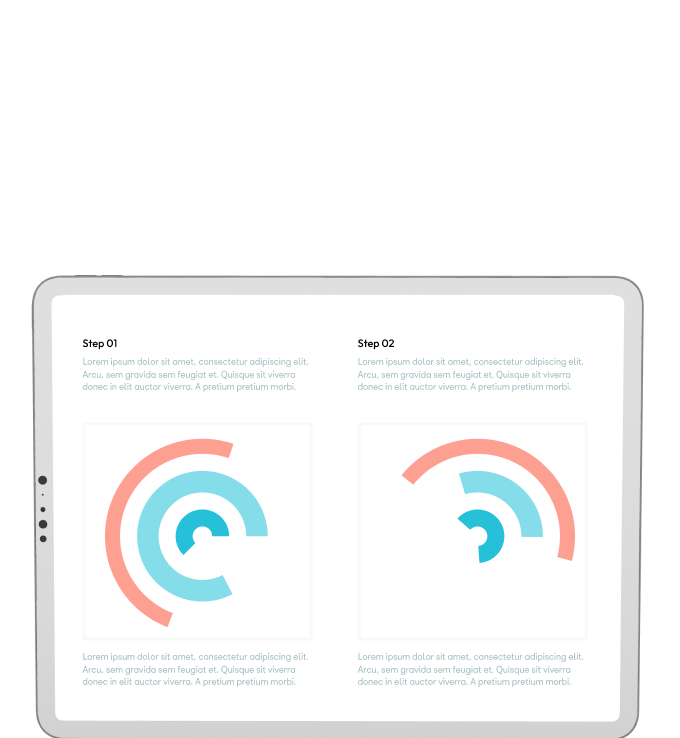 Step 01
Lorem ipsum dolor sit amet, consectetur adipiscing elit.
Arcu, sem gravida sem feugiat et. Quisque sit viverra
donec in elit auctor viverra. A pretium pretium morbi.
Lorem ipsum dolor sit amet, consectetur adipiscing elit.
Arcu, sem gravida sem feugiat et. Quisque sit viverra
donec in elit auctor viverra. A pretium pretium morbi.
Step 02
Lorem ipsum dolor sit amet, consectetur adipiscing elit.
Arcu, sem gravida sem feugiat et. Quisque sit viverra
donec in elit auctor viverra. A pretium pretium morbi.
Lorem ipsum dolor sit amet, consectetur adipiscing elit.
Arcu, sem gravida sem feugiat et. Quisque sit viverra
donec in elit auctor viverra. A pretium pretium morbi.